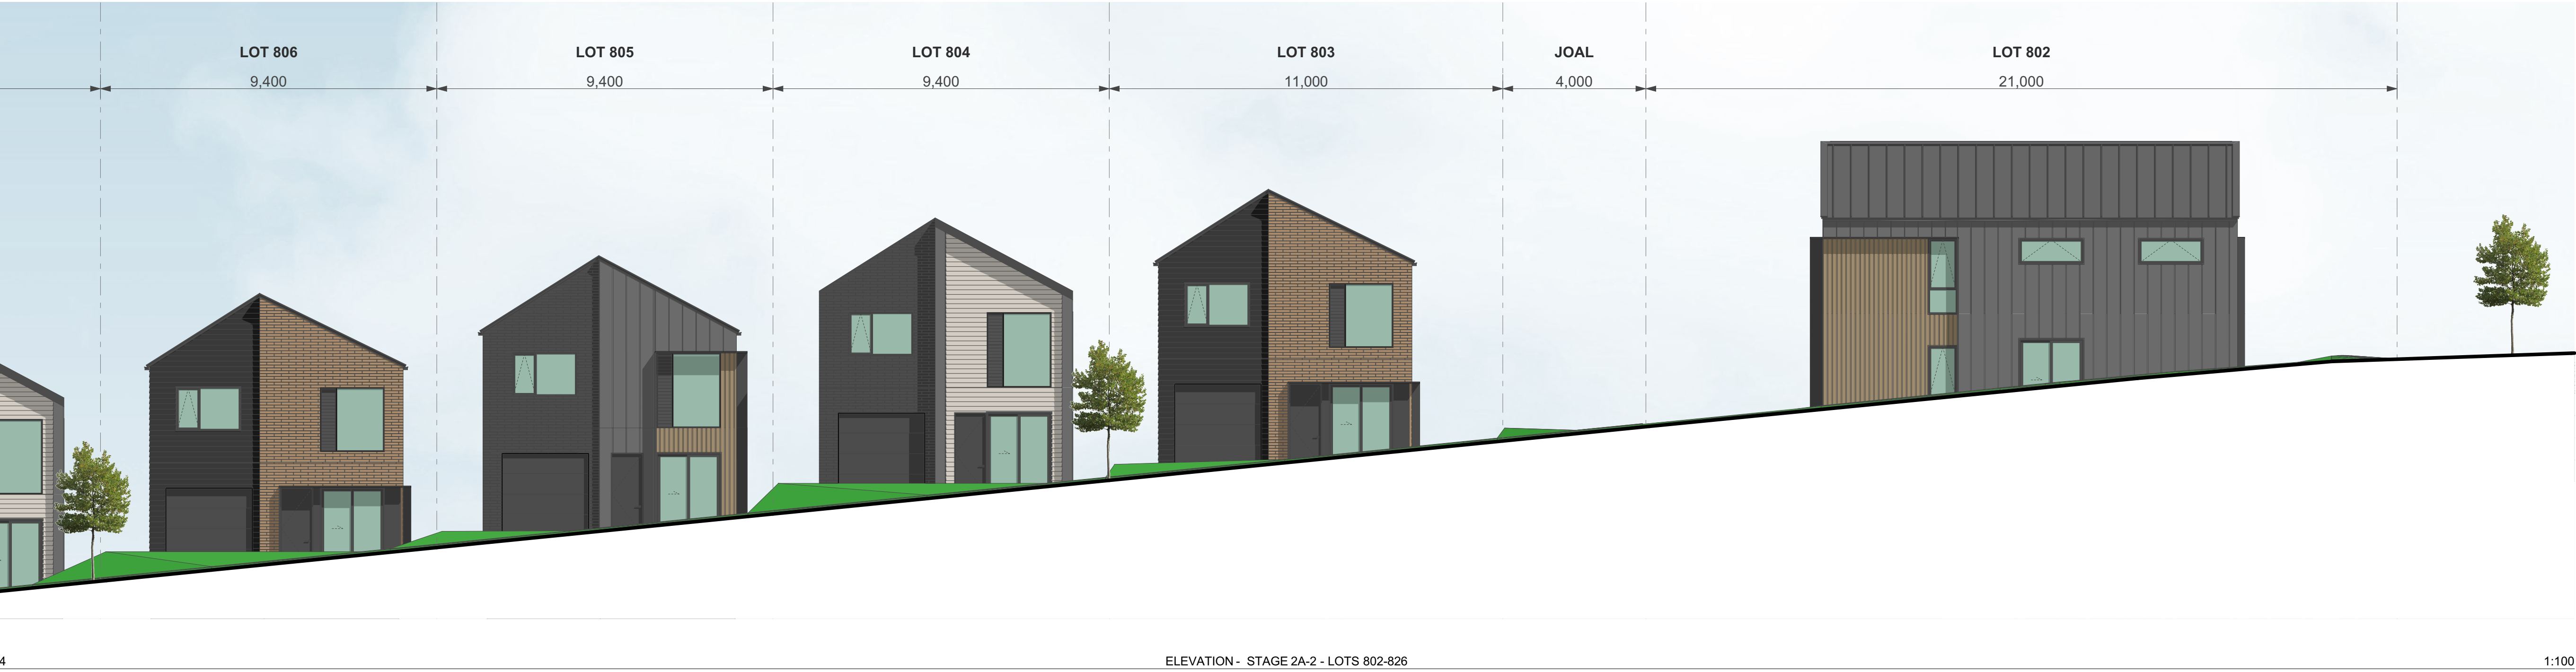 LOT 806
LOT 805
LOT 804
LOT 803
JOAL
LOT 802
9,400
9,400
9,400
11,000
4,000
21,000
4
ELEVATION - STAGE 2A-2 - LOTS 802-826
1:100